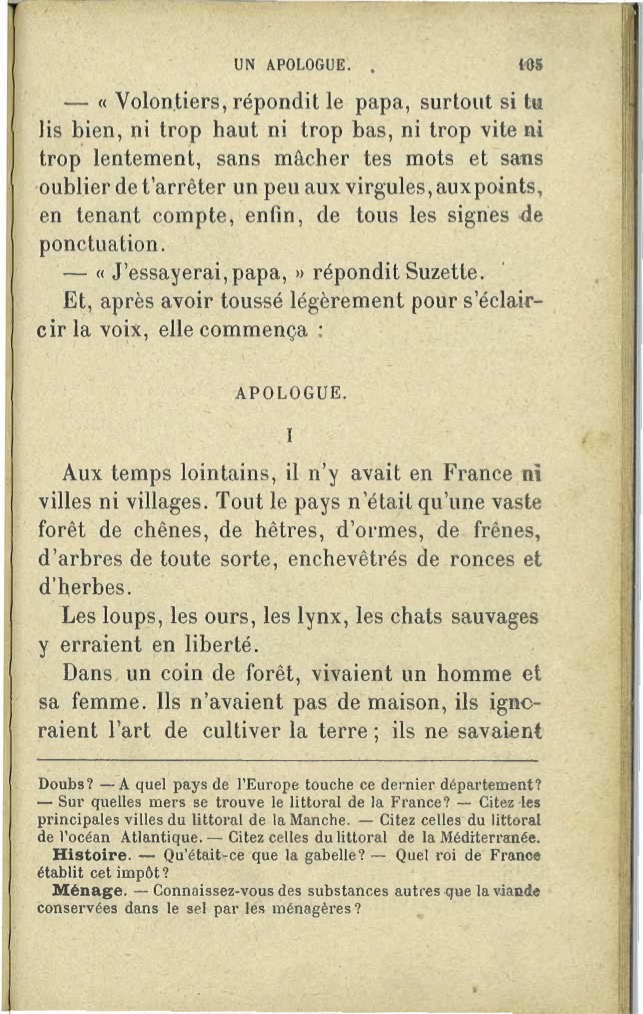 UN APOLOGUE. 105
— « Volontiers, répondit le papa, surtout si tu
lis bien, ni trop haut ni trop bas, ni trop vite ni
trop lentement, sans mâcher tes mots et sans
oublier de t'arrêter un peu aux virgules, aux points,
en tenant compte, enfin, de tous les signes de
ponctuation.
— « J'essayerai, papa, » répondit Suzette.
Et, après avoir toussé légèrement pour s'éclair-
cir la voix, elle commença :
APOLOGUE.
I
Aux temps lointains, il n'y avait en France ni
villes ni villages. Tout le pays n'était qu'une vaste
forêt de chênes, de hêtres, d'ormes, de frênes,
d'arbres de toute sorte, enchevêtrés de ronces et
d'herbes.
Les loups, les ours, les lynx, les chats sauvages
y erraient en liberté.
Dans un coin de forêt, vivaient un homme et
sa femme. Ils n'avaient pas de maison, ils igno-
raient l'art de cultiver la terre ; ils ne savaient
Doubs? — A quel pays de l'Europe touche ce dernier département?
— Sur quelles mers se trouve le littoral de la France? — Citez les
principales villes du littoral de la Manche. — Citez celles du littoral
de l'océan Atlantique. — Citez celles du littoral de la Méditerranée.
Histoire. — Qu'était-ce que la gabelle? — Quel roi de France
établit cet impôt?
Ménage. — Connaissez-vous des substances autres que la viande
conservées dans le sel par les ménagères?